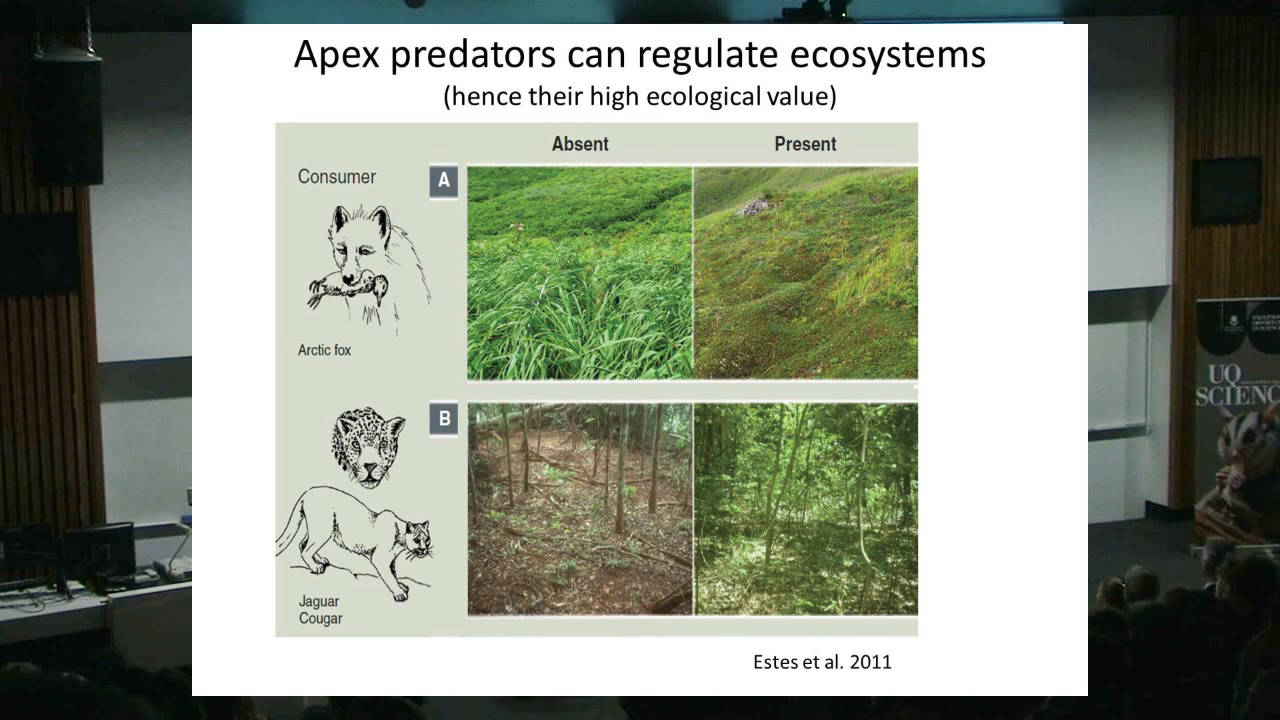 Apex predators can regulate ecosystems
(hence their high ecological value)
Absent
Present
Consumer
A
Arctic fox
B
Jaguar
Cougar
Estes et al. 2011
UQ
SCIENC